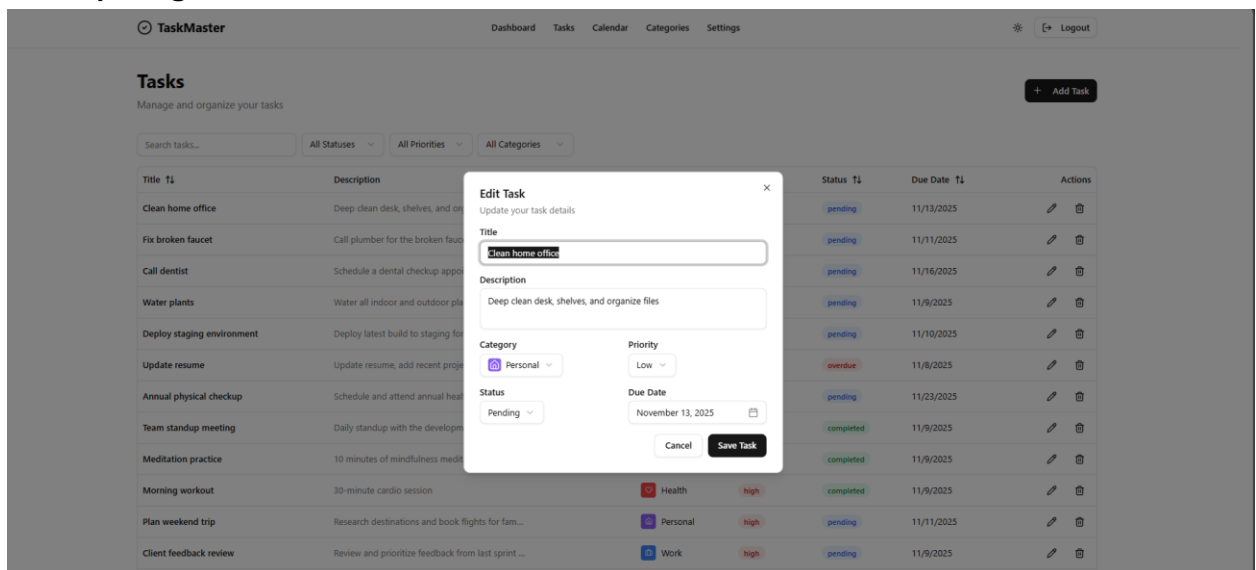 TaskMaster Dashboard Tasks Calendar Categories Settings Logout
Tasks
Manage and organize your tasks
+ Add Task
Search tasks... All Statuses All Priorities All Categories
Title Description Status Due Date Actions
Clean home office Deep clean desk, shelves, and pending 11/13/2025
Fix broken faucet Call plumber for the broken pending 11/11/2025
Call dentist Schedule a dental checkup pending 11/16/2025
Water plants Water all indoor and outdoor pending 11/9/2025
Deploy staging environment Deploy latest build to staging for pending 11/10/2025
Update resume Update resume, add recent overdue 11/8/2025
Annual physical checkup Schedule and attend annual pending 11/23/2025
Team standup meeting Daily standup with the completed 11/9/2025
Meditation practice 10 minutes of mindfulness completed 11/9/2025
Morning workout 30-minute cardio session Health high completed 11/9/2025
Plan weekend trip Research destinations and book flights for fam... Personal high pending 11/11/2025
Client feedback review Review and prioritize feedback from last sprint ... Work high pending 11/9/2025
Edit Task
Update your task details
Title
Clean home office
Description
Deep clean desk, shelves, and organize files
Category Priority
Personal Low
Status Due Date
Pending November 13, 2025
Cancel Save Task